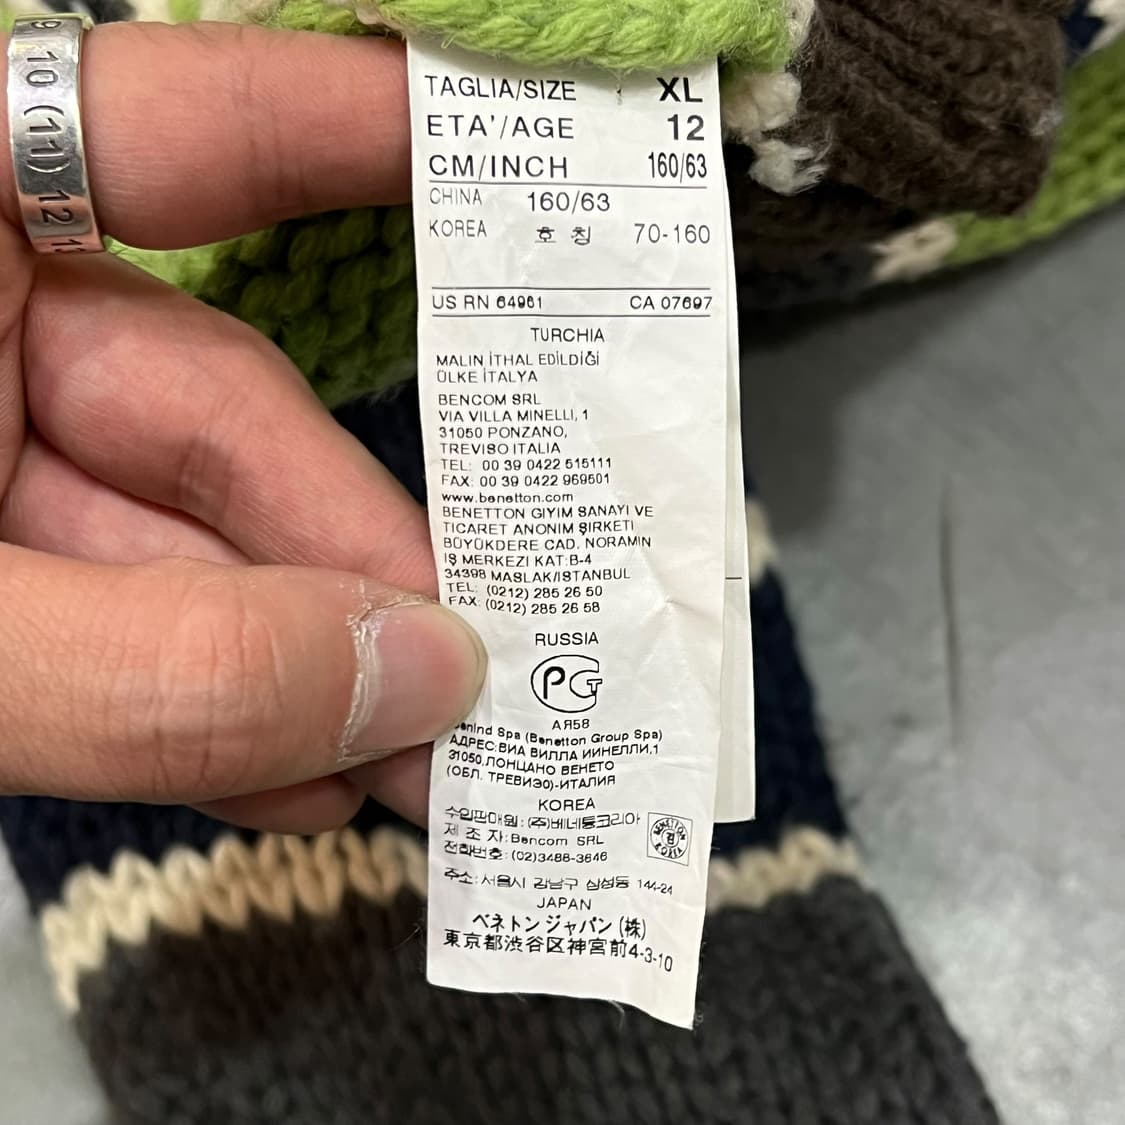 9 10 (11) 12 13
TAGLIA/SIZE XL
ETA'/AGE 12
CM/INCH 160/63
CHINA 160/63
KOREA 호칭 70-160
US RN 64961 CA 07697
TURCHIA
MALIN İTHAL EDİLDİĞİ
ÜLKE İTALYA
BENCOM SRL
VIA VILLA MINELLI, 1
31050 PONZANO,
TREVISO ITALIA
TEL: 00 39 0422 515111
FAX: 00 39 0422 969501
www.benetton.com
BENETTON GIYIM SANAYI VE
TICARET ANONIM ŞIRKETI
BÜYÜKDERE CAD. NORAMIN
IŞ MERKEZI KAT:B-4
34398 MASLAK/ISTANBUL
TEL: (0212) 285 26 50
FAX: (0212) 285 26 58
RUSSIA
РСТ
АЯ58
Spa (Benetton Group Spa)
АДРЕС:ВИА ВИЛЛА ИИНЕЛЛИ.1
31050.ЛОНЦАНО ВЕНЕТО
(ОБЛ. ТРЕВИЭО)-ИТАЛИЯ
KOREA
수입판매원: (주)베네통코리아
제 조 자:Bencom SRL
전화번호: (02)3488-3646
BENETTON KOREA
주소:서울시 강남구 삼성동 144-24
JAPAN
ベネトンジャパン(株)
東京都渋谷区神宮前4-3-10